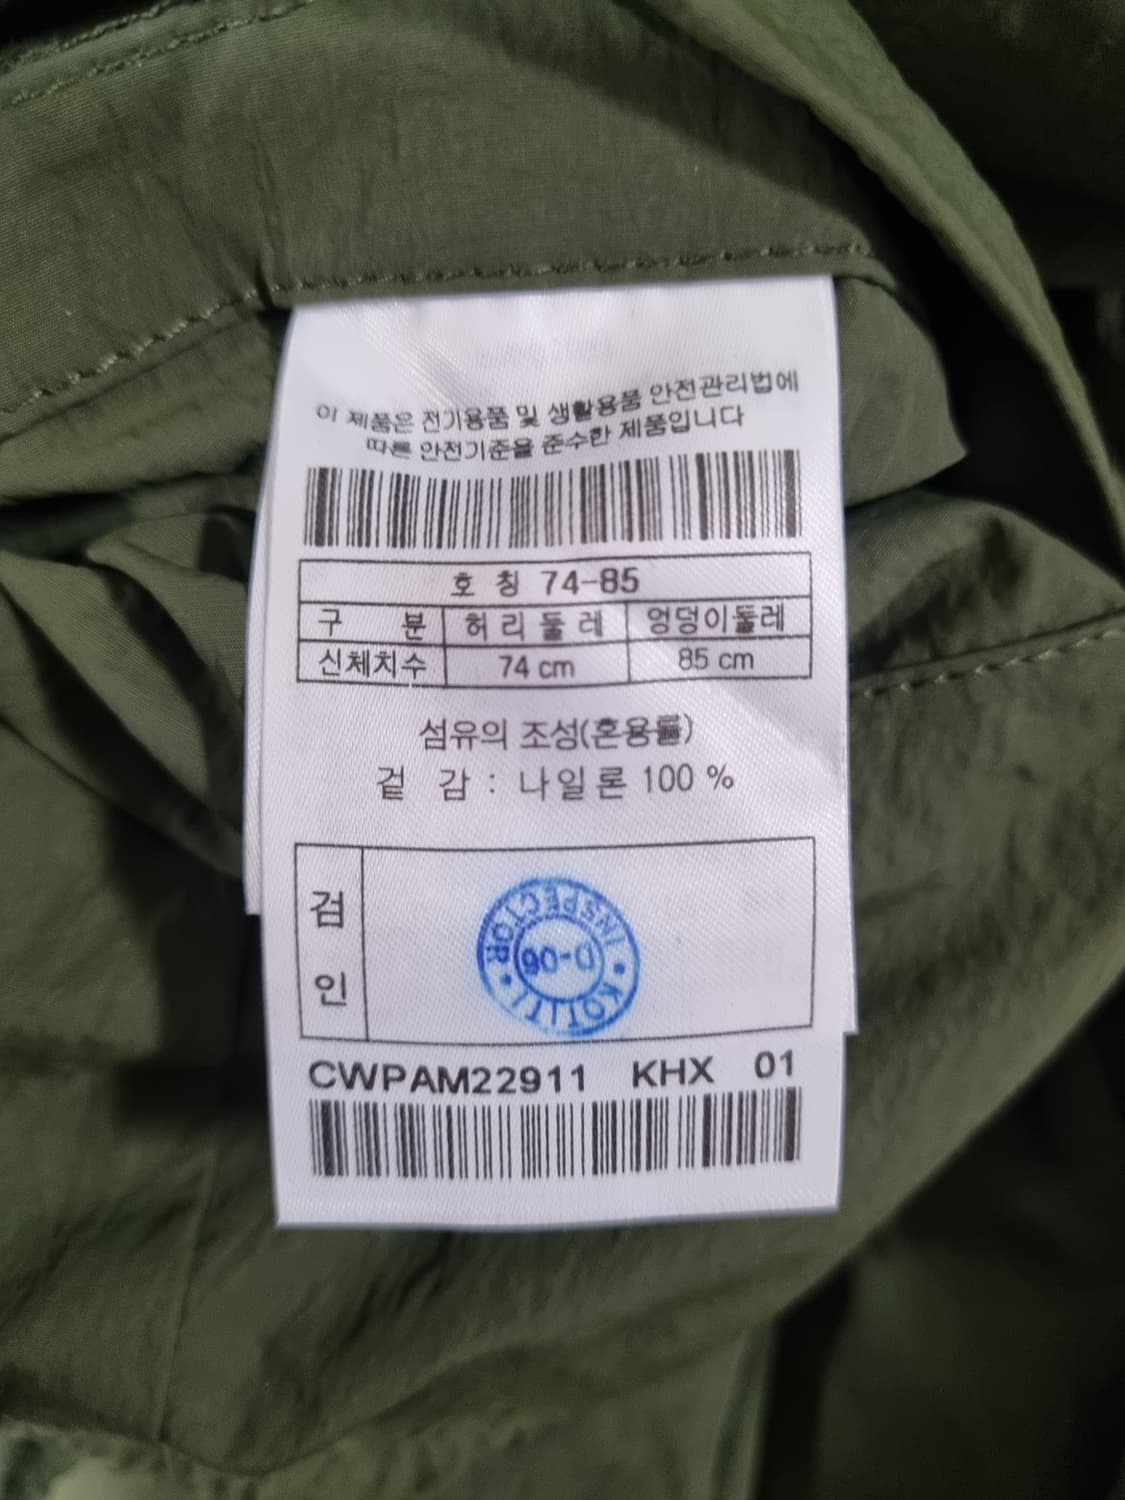 이 제품은 전기용품 및 생활용품 안전관리법에
따른 안전기준을 준수한 제품입니다
호 칭 74-85
구 분 허 리 둘 레 엉덩이둘레
신체치수 74 cm 85 cm
섬유의 조성(혼용률)
겉 감 : 나일론 100 %
검
인
INSPECTOR
0-06
KOTITI
CWPAM22911 KHX 01